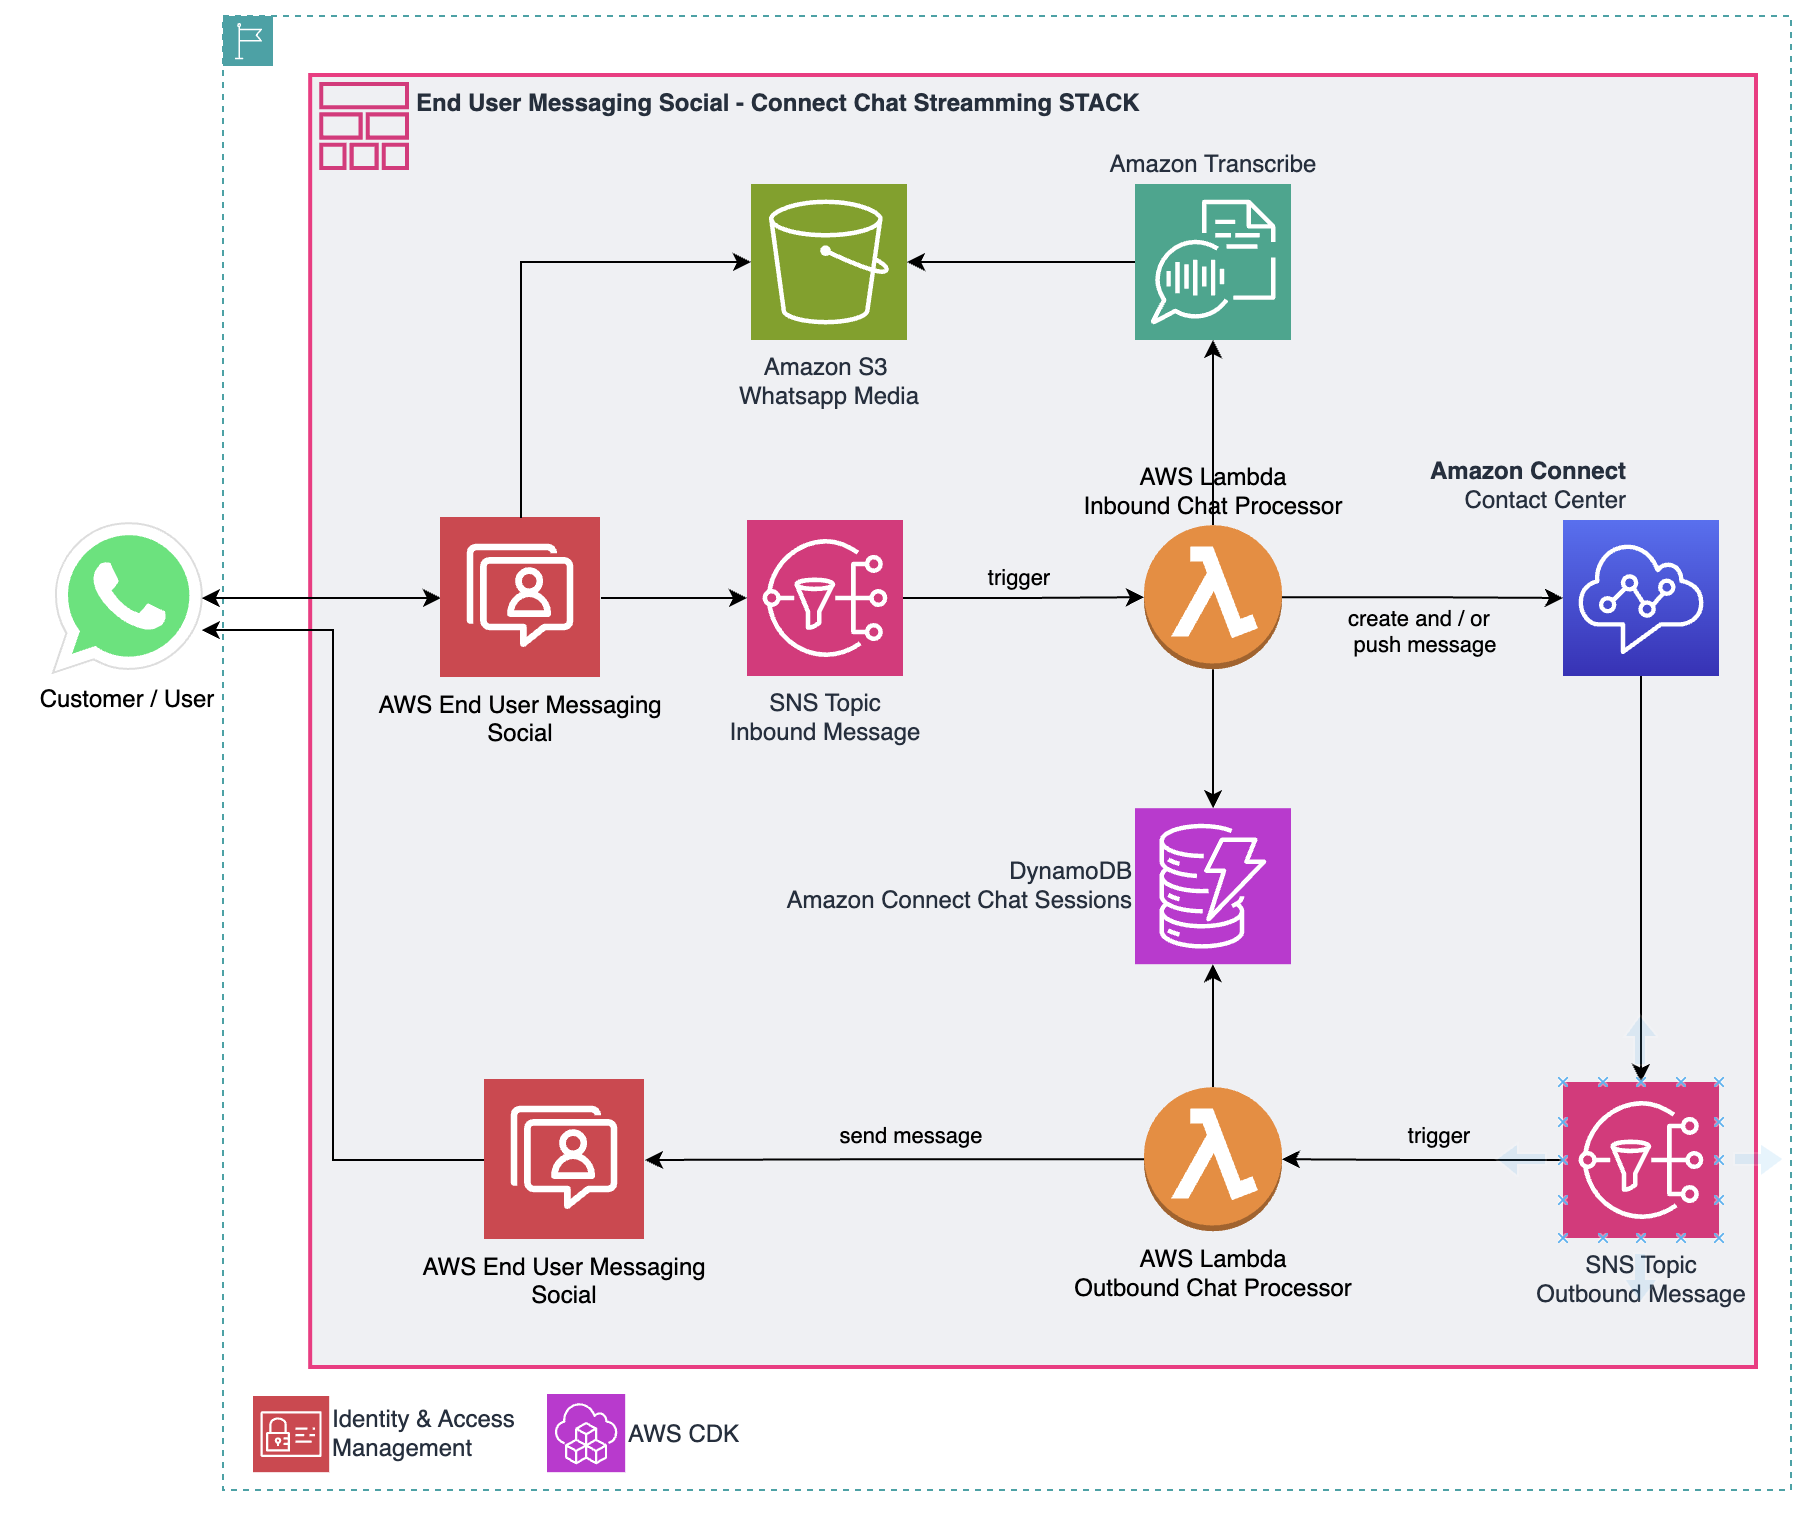 End User Messaging Social - Connect Chat Streamming STACK
Amazon Transcribe
Amazon S3
Whatsapp Media
AWS Lambda
Inbound Chat Processor
Amazon Connect
Contact Center
trigger
create and / or
push message
Customer / User
AWS End User Messaging
Social
SNS Topic
Inbound Message
DynamoDB
Amazon Connect Chat Sessions
send message
trigger
AWS End User Messaging
Social
AWS Lambda
Outbound Chat Processor
SNS Topic
Outbound Message
Identity & Access
Management
AWS CDK